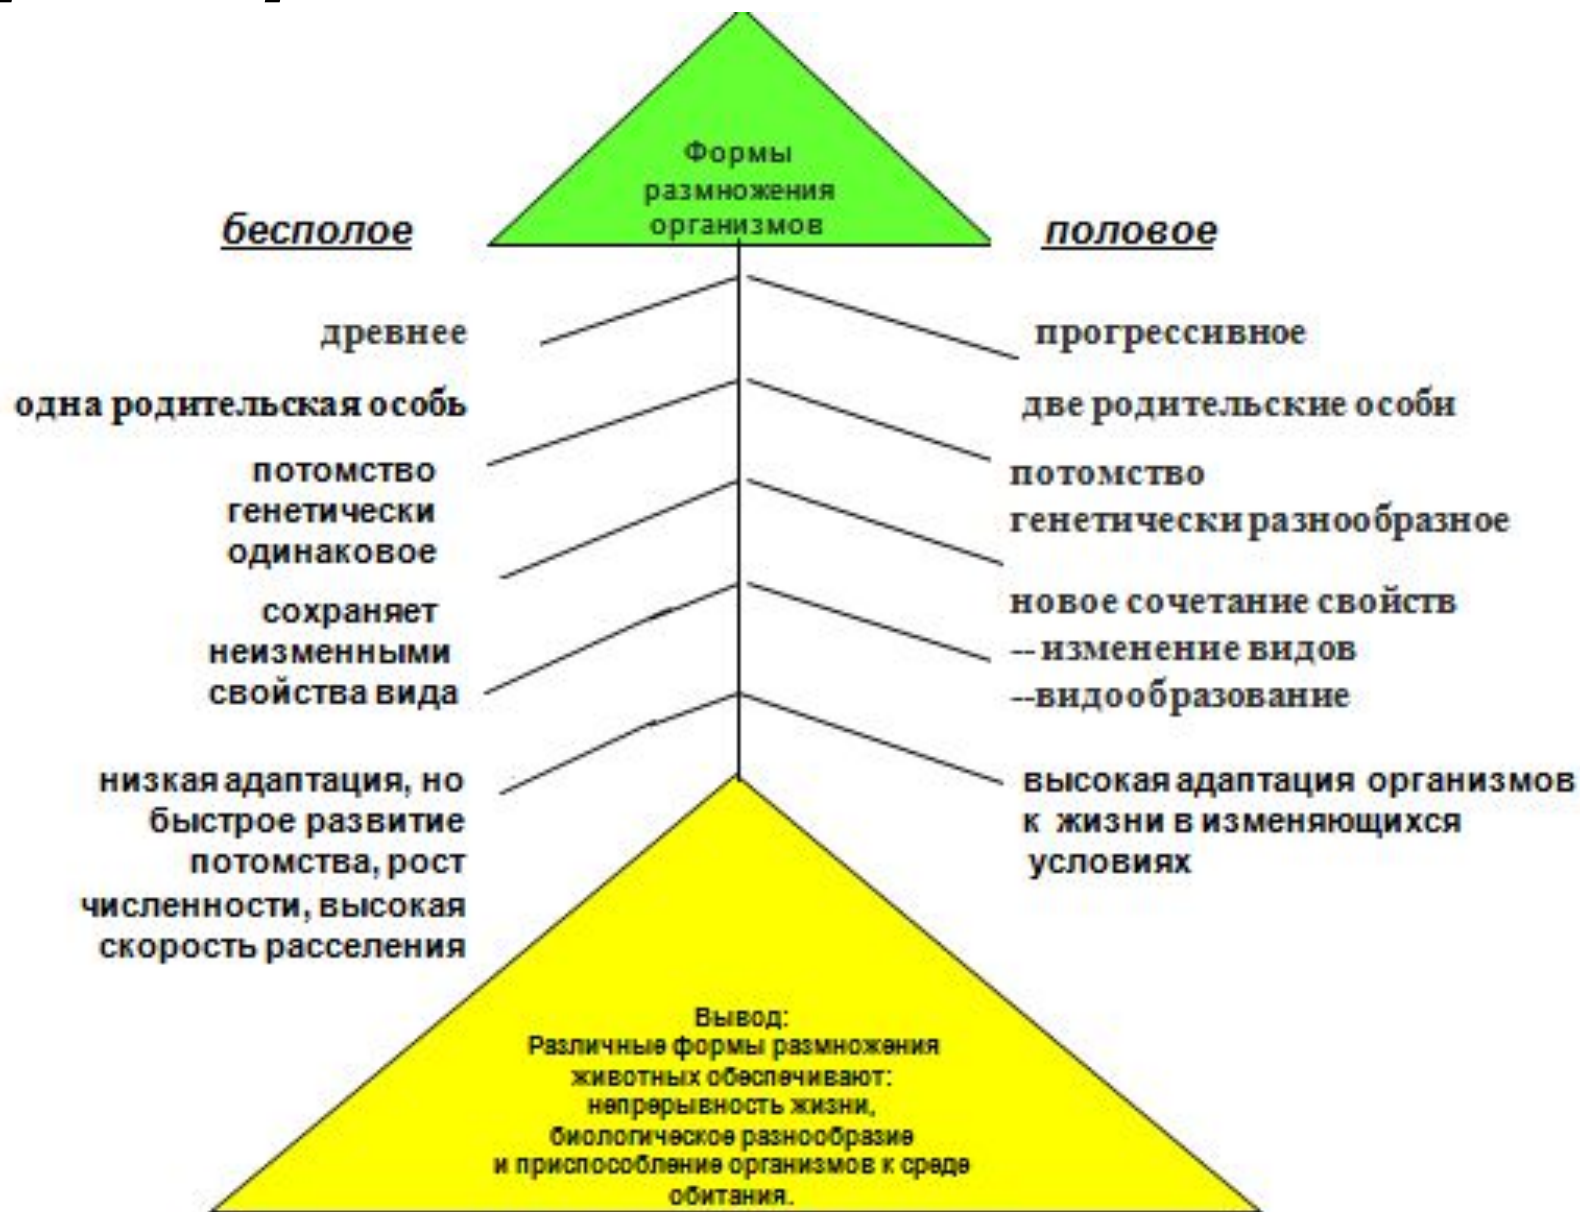 Формы
размножения
организмов
бесполое
половое
древнее
прогрессивное
одна родительская особь
две родительские особи
потомство
генетически
одинаковое
потомство
генетически разнообразное
сохраняет
неизменными
свойства вида
новое сочетание свойств
-- изменение видов
--видообразование
низкая адаптация, но
быстрое развитие
потомства, рост
численности, высокая
скорость расселения
высокая адаптация организмов
к жизни в изменяющихся
условиях
Вывод:
Различные формы размножения
животных обеспечивают:
непрерывность жизни,
биологическое разнообразие
и приспособление организмов к среде
обитания.